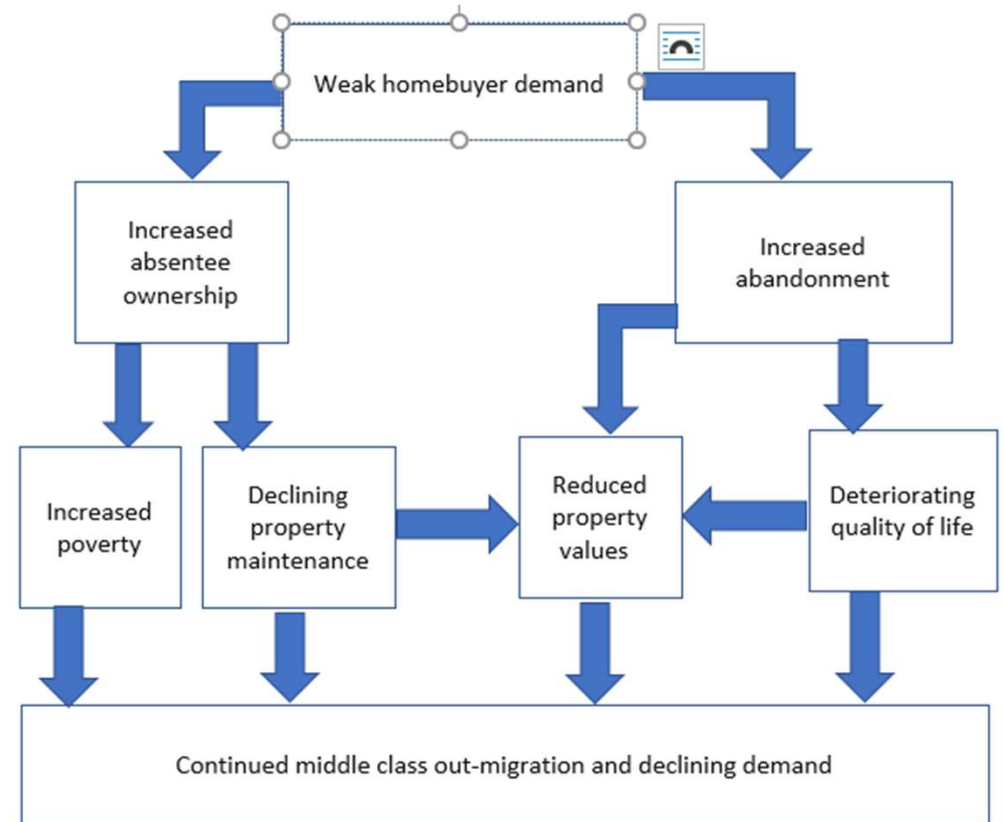 Weak homebuyer demand
Increased
absentee
ownership
Increased
abandonment
Increased
poverty
Declining
property
maintenance
Reduced
property
values
Deteriorating
quality of life
Continued middle class out-migration and declining demand